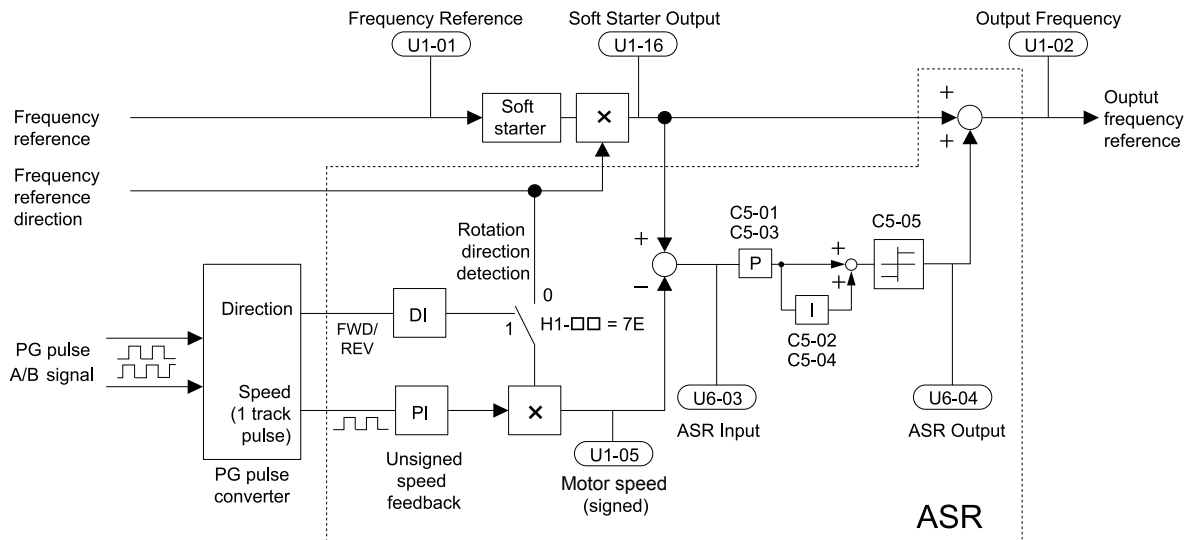 Frequency Reference
U1-01
Soft Starter Output
U1-16
Output Frequency
U1-02
Frequency
reference
Soft
starter
×
+
+
Ouptut
frequency
reference
Frequency
reference
direction
Rotation
direction
detection
+
−
C5-01
C5-03
P
+
+
I
C5-02
C5-04
C5-05
PG pulse
A/B signal
Direction
Speed
(1 track
pulse)
PG pulse
converter
FWD/
REV
DI
0
1
H1-□□ = 7E
PI
Unsigned
speed
feedback
×
U1-05
Motor speed
(signed)
U6-03
ASR Input
U6-04
ASR Output
ASR